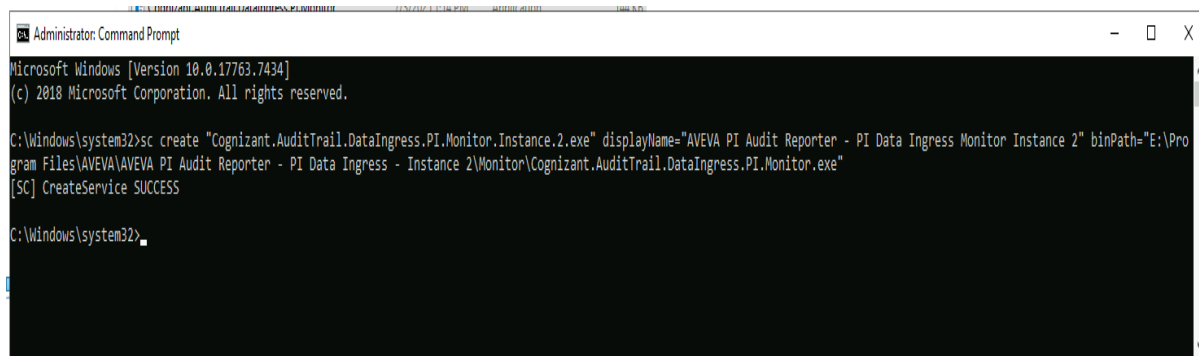 Administrator: Command Prompt
Microsoft Windows [Version 10.0.17763.7434]
(c) 2018 Microsoft Corporation. All rights reserved.
C:\Windows\system32>sc create "Cognizant.AuditTrail.DataIngress.PI.Monitor.Instance.2.exe" displayName="AVEVA PI Audit Reporter - PI Data Ingress Monitor Instance 2" binPath="E:\Pro
gram Files\AVEVA\AVEVA PI Audit Reporter - PI Data Ingress - Instance 2\Monitor\Cognizant.AuditTrail.DataIngress.PI.Monitor.exe"
[SC] CreateService SUCCESS
C:\Windows\system32>